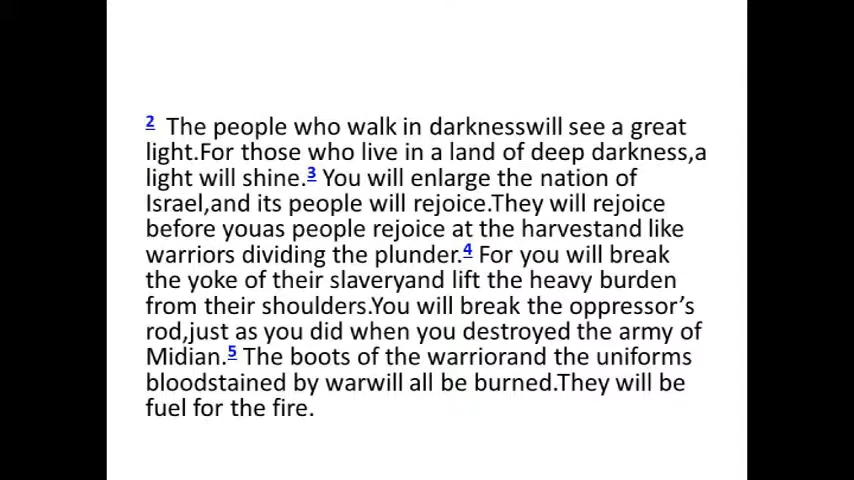 2 The people who walk in darknesswill see a great
light.For those who live in a land of deep darkness,a
light will shine.3 You will enlarge the nation of
Israel,and its people will rejoice.They will rejoice
before youas people rejoice at the harvestand like
warriors dividing the plunder.4 For you will break
the yoke of their slaveryand lift the heavy burden
from their shoulders.You will break the oppressor’s
rod,just as you did when you destroyed the army of
Midian.5 The boots of the warriorand the uniforms
bloodstained by warwill all be burned.They will be
fuel for the fire.